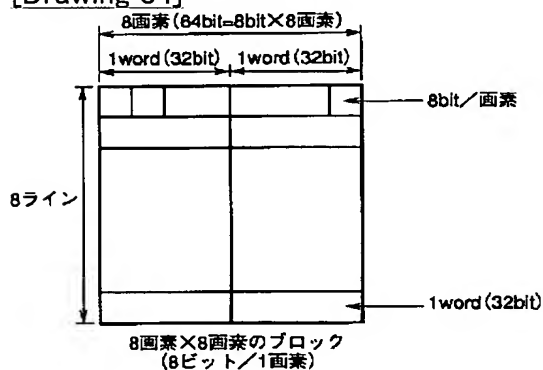 8画素(64bit=8bit×8画素)
1word(32bit) 1word(32bit)
8bit/画素
8ライン
1word(32bit)
8画素×8画素のブロック
(8ビット/1画素)